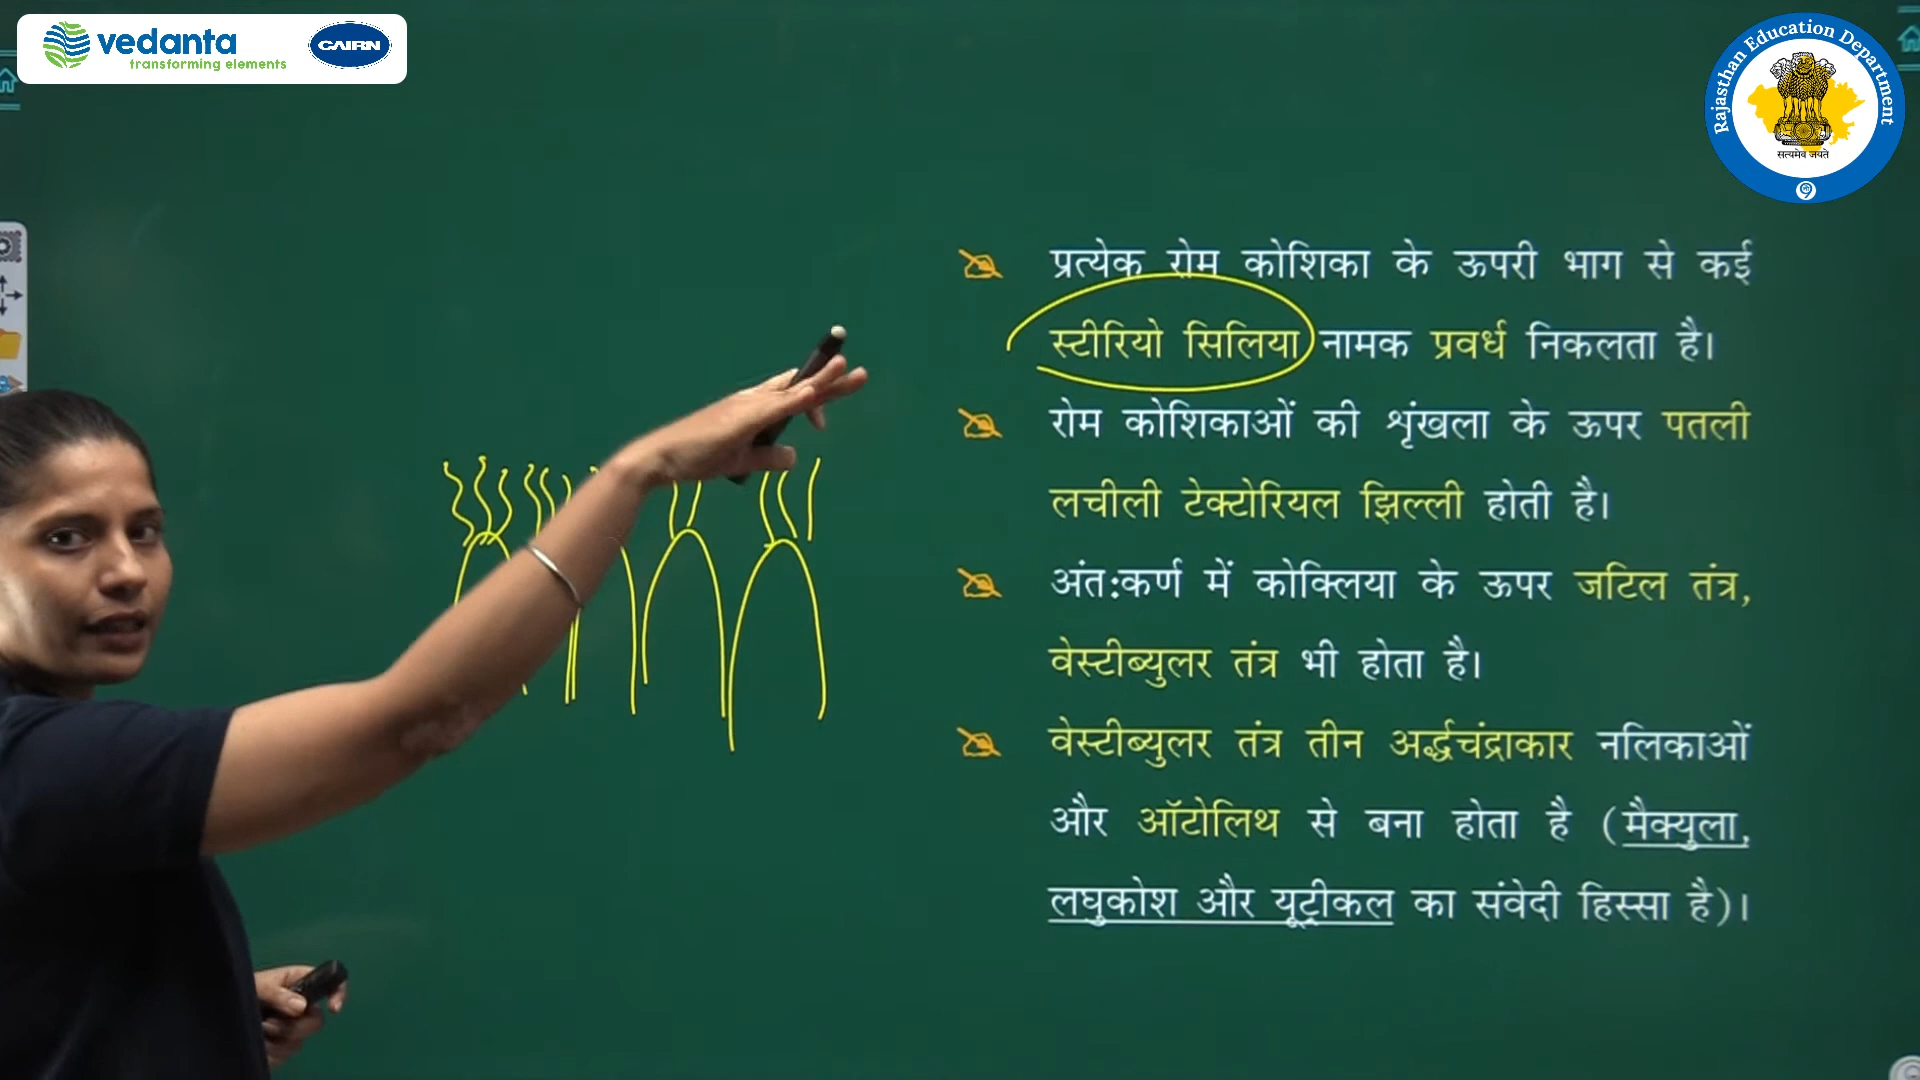 vedanta
transforming elements
CAIRN
Rajasthan Education Department
सत्यमेव जयते
प्रत्येक रोम कोशिका के ऊपरी भाग से कई
स्टीरियो सिलिया नामक प्रवर्ध निकलता है।
रोम कोशिकाओं की शृंखला के ऊपर पतली
लचीली टेक्टोरियल झिल्ली होती है।
अंत:कर्ण में कोक्लिया के ऊपर जटिल तंत्र,
वेस्टीब्युलर तंत्र भी होता है।
वेस्टीब्युलर तंत्र तीन अर्द्धचंद्राकार नलिकाओं
और ऑटोलिथ से बना होता है (मैक्युला,
लघुकोश और यूट्रीकल का संवेदी हिस्सा है)।